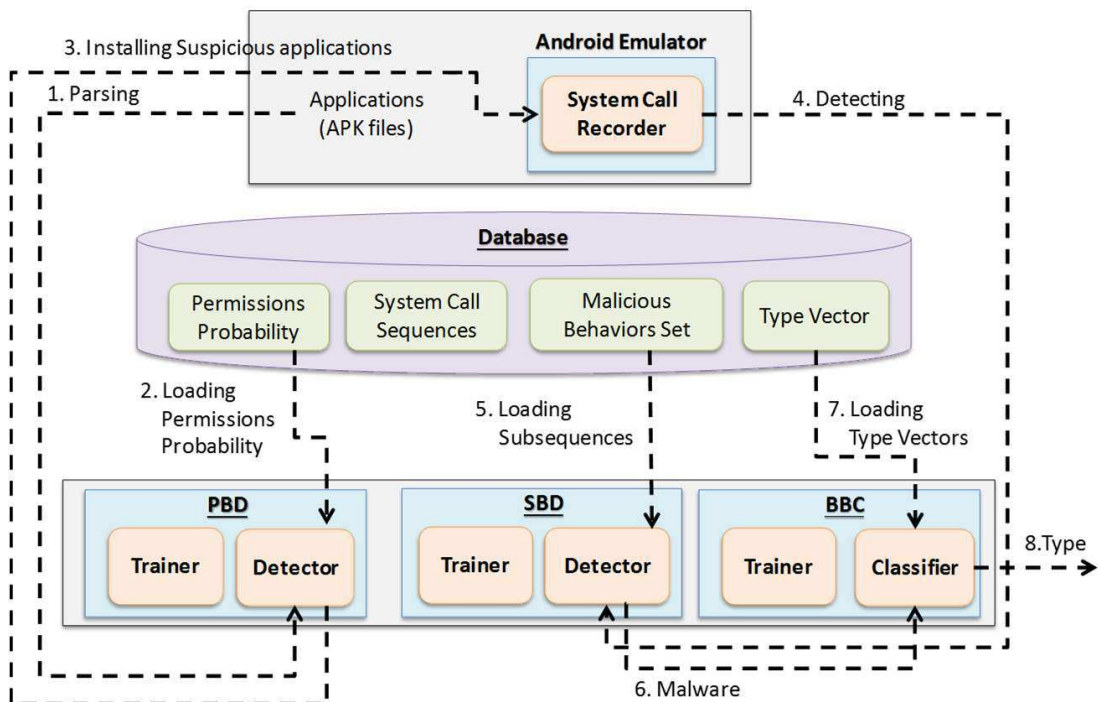 3. Installing Suspicious applications
Android Emulator
1. Parsing
Applications
(APK files)
System Call
Recorder
4. Detecting
Database
Permissions
Probability
System Call
Sequences
Malicious
Behaviors Set
Type Vector
2. Loading
Permissions
Probability
5. Loading
Subsequences
7. Loading
Type Vectors
PBD
Trainer
Detector
SBD
Trainer
Detector
BBC
Trainer
Classifier
8.Type
6. Malware